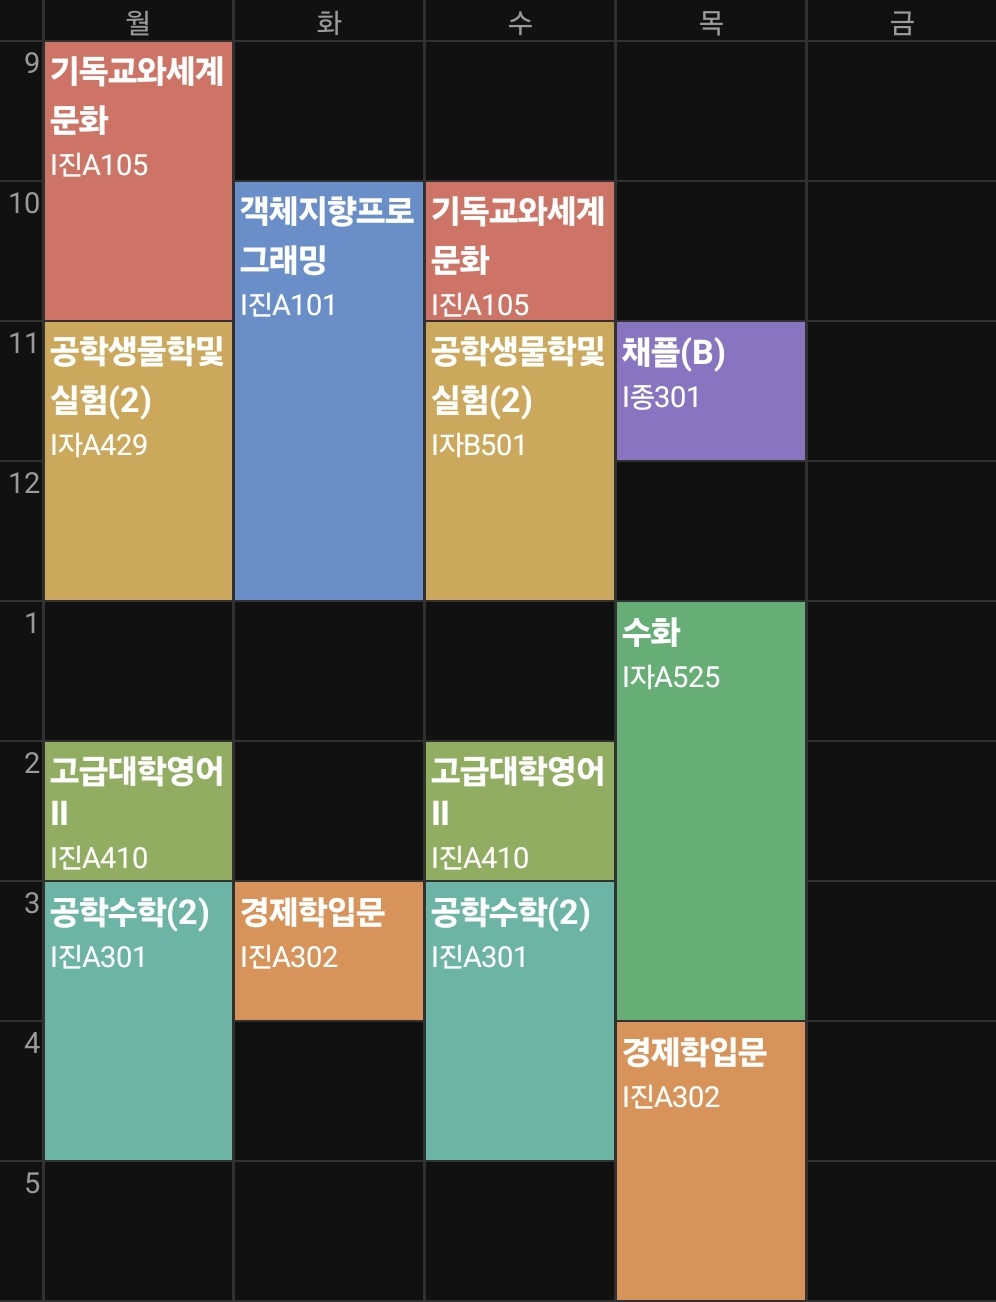 월 화 수 목 금
9
기독교와세계
문화
I진A105
10
객체지향프로
그래밍
I진A101
기독교와세계
문화
I진A105
11
공학생물학및
실험(2)
I자A429
공학생물학및
실험(2)
I자B501
채플(B)
I종301
12
1
수화
I자A525
2
고급대학영어
II
I진A410
고급대학영어
II
I진A410
3
공학수학(2)
I진A301
경제학입문
I진A302
공학수학(2)
I진A301
4
경제학입문
I진A302
5